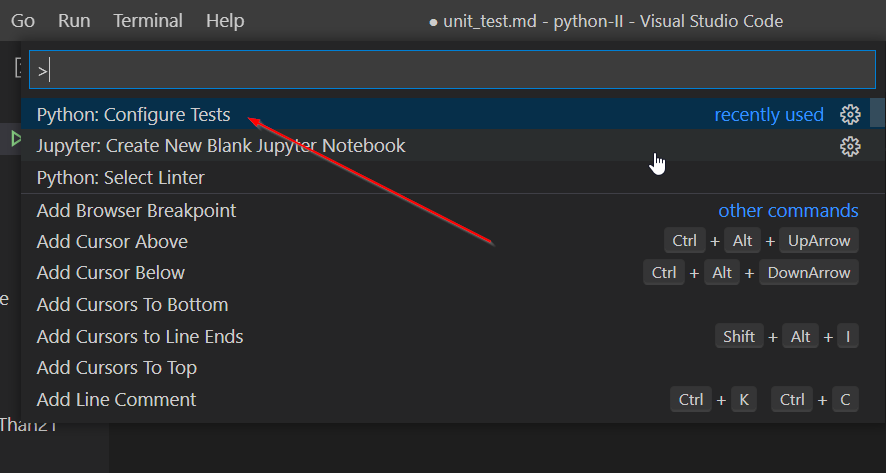 Go Run Terminal Help ● unit_test.md - python-II - Visual Studio Code
>
Python: Configure Tests recently used
Jupyter: Create New Blank Jupyter Notebook
Python: Select Linter
Add Browser Breakpoint other commands
Add Cursor Above Ctrl + Alt + UpArrow
Add Cursor Below Ctrl + Alt + DownArrow
e
Add Cursors To Bottom
Add Cursors to Line Ends Shift + Alt + I
Add Cursors To Top
Add Line Comment Ctrl + K Ctrl + C
Than21